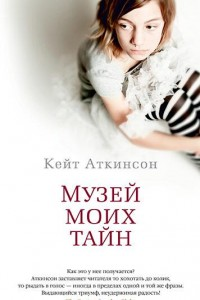 Кейт Аткинсон
Музей
моих
тайн
Как это у нее получается?
Аткинсон заставляет читателя то хохотать до колик,
то рыдать в голос — иногда в пределах одной и той же фразы.
Выдающийся триумф, неудержимая радость!